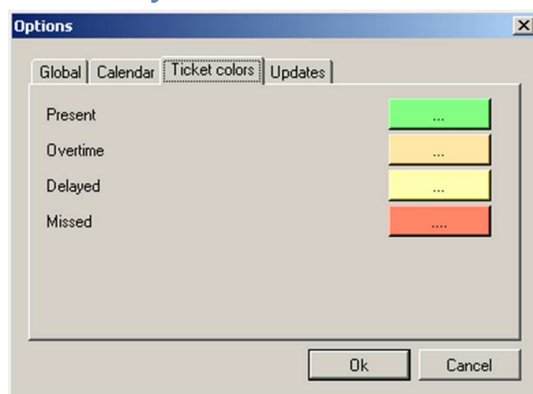 Options
Global Calendar Ticket colors Updates
Present ...
Overtime ...
Delayed ...
Missed ....
Ok Cancel